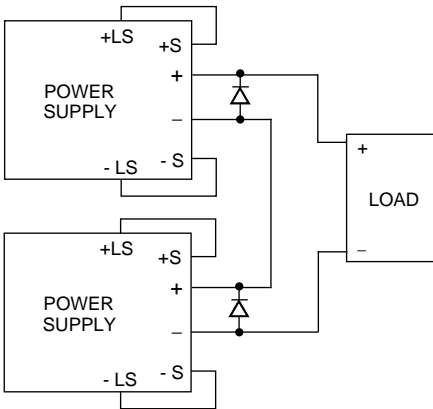 +LS
+S
+
POWER
SUPPLY
–
- S
- LS
+
LOAD
–
+LS
+S
+
POWER
SUPPLY
–
- S
- LS